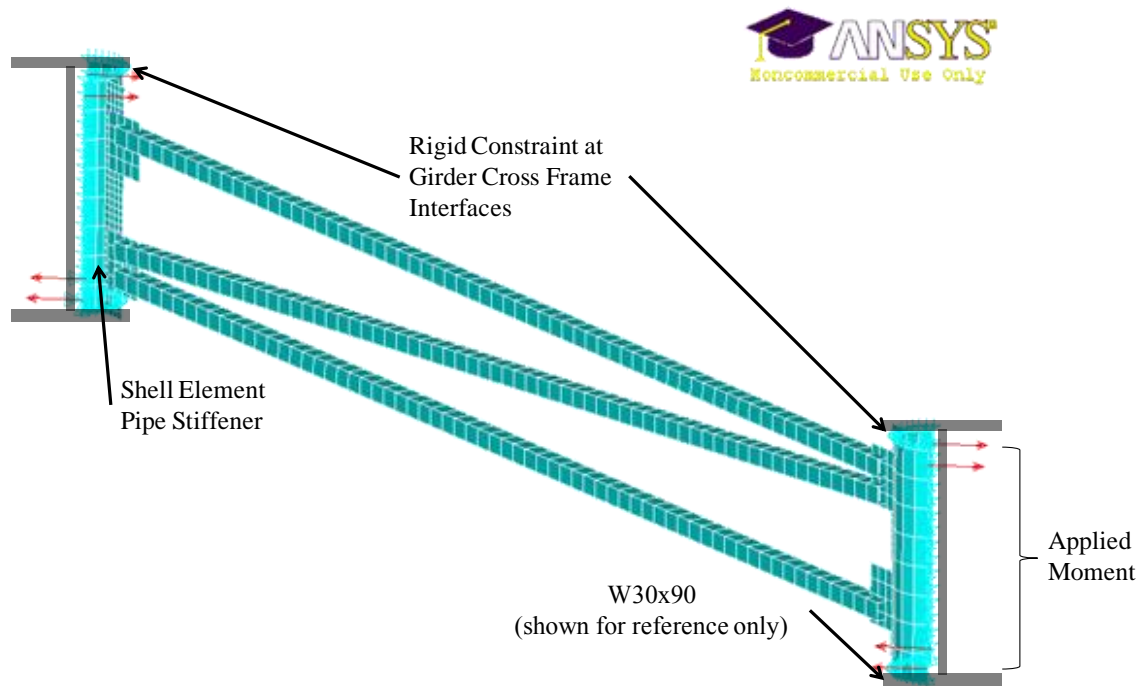 ANSYS
Noncommercial Use Only
Rigid Constraint at
Girder Cross Frame
Interfaces
Shell Element
Pipe Stiffener
W30x90
(shown for reference only)
Applied
Moment